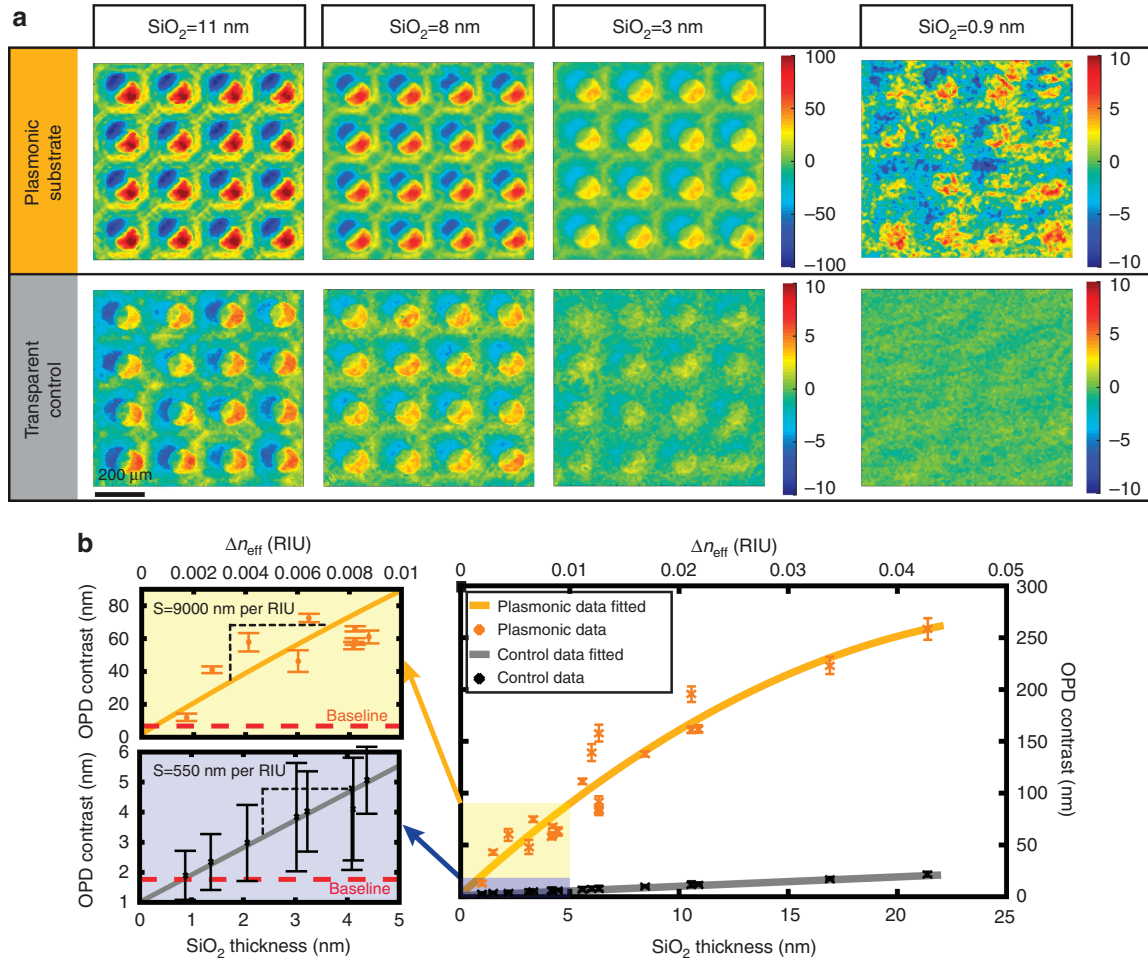 a
SiO2=11 nm
SiO2=8 nm
SiO2=3 nm
SiO2=0.9 nm
Plasmonic
substrate
100
50
0
−50
−100
10
5
0
−5
−10
Transparent
control
200 μm
10
5
0
−5
−10
10
5
0
−5
−10
b
Δneff (RIU)
0 0.002 0.004 0.006 0.008 0.01
OPD contrast (nm)
80
60
40
20
0
S=9000 nm per RIU
Baseline
OPD contrast (nm)
6
5
4
3
2
1
S=550 nm per RIU
Baseline
0 1 2 3 4 5
SiO2 thickness (nm)
Δneff (RIU)
0 0.01 0.02 0.03 0.04 0.05
Plasmonic data fitted
Plasmonic data
Control data fitted
Control data
300
250
200
150
100
50
0
OPD contrast
(nm)
0 5 10 15 20 25
SiO2 thickness (nm)